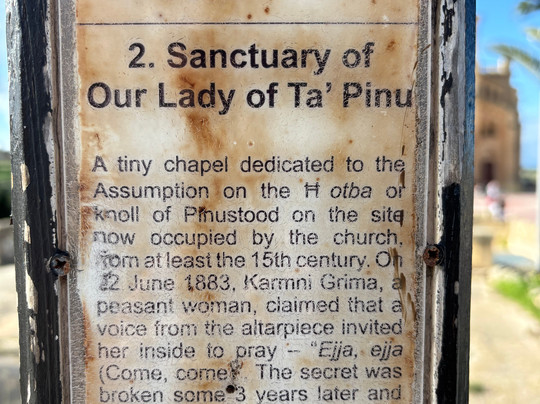 2. Sanctuary of
Our Lady of Ta’ Pinu
A tiny chapel dedicated to the
Assumption on the Ħ otba or
knoll of Pinustood on the site
now occupied by the church,
from at least the 15th century. On
22 June 1883, Karmni Grima, a
peasant woman, claimed that a
voice from the altarpiece invited
her inside to pray – “Ejja, ejja
(Come, come”. The secret was
broken some 3 years later and